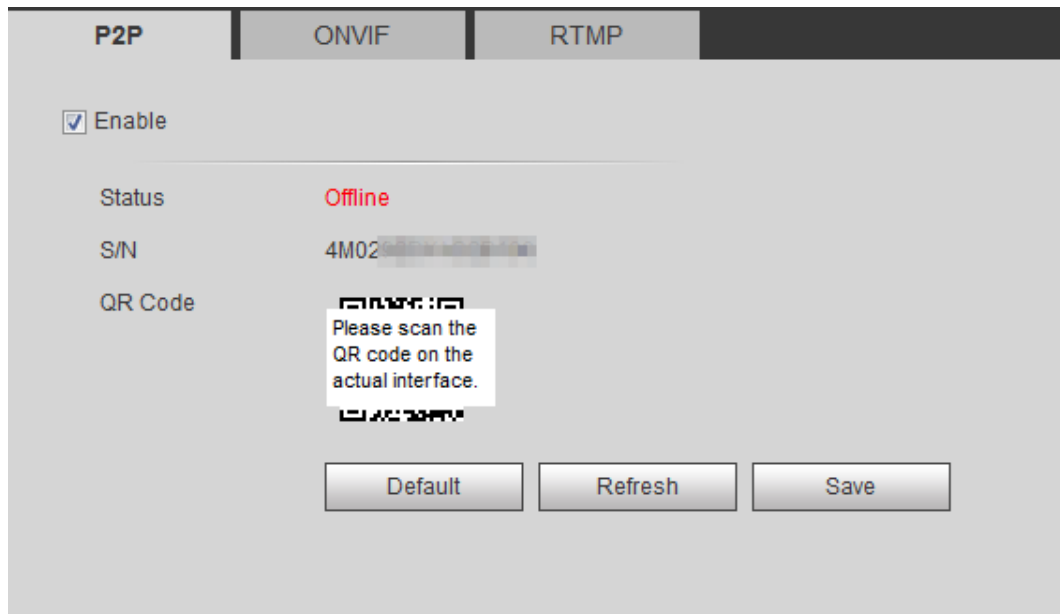 P2P ONVIF RTMP
Enable
Status Offline
S/N 4M02
QR Code
Please scan the
QR code on the
actual interface.
Default Refresh Save